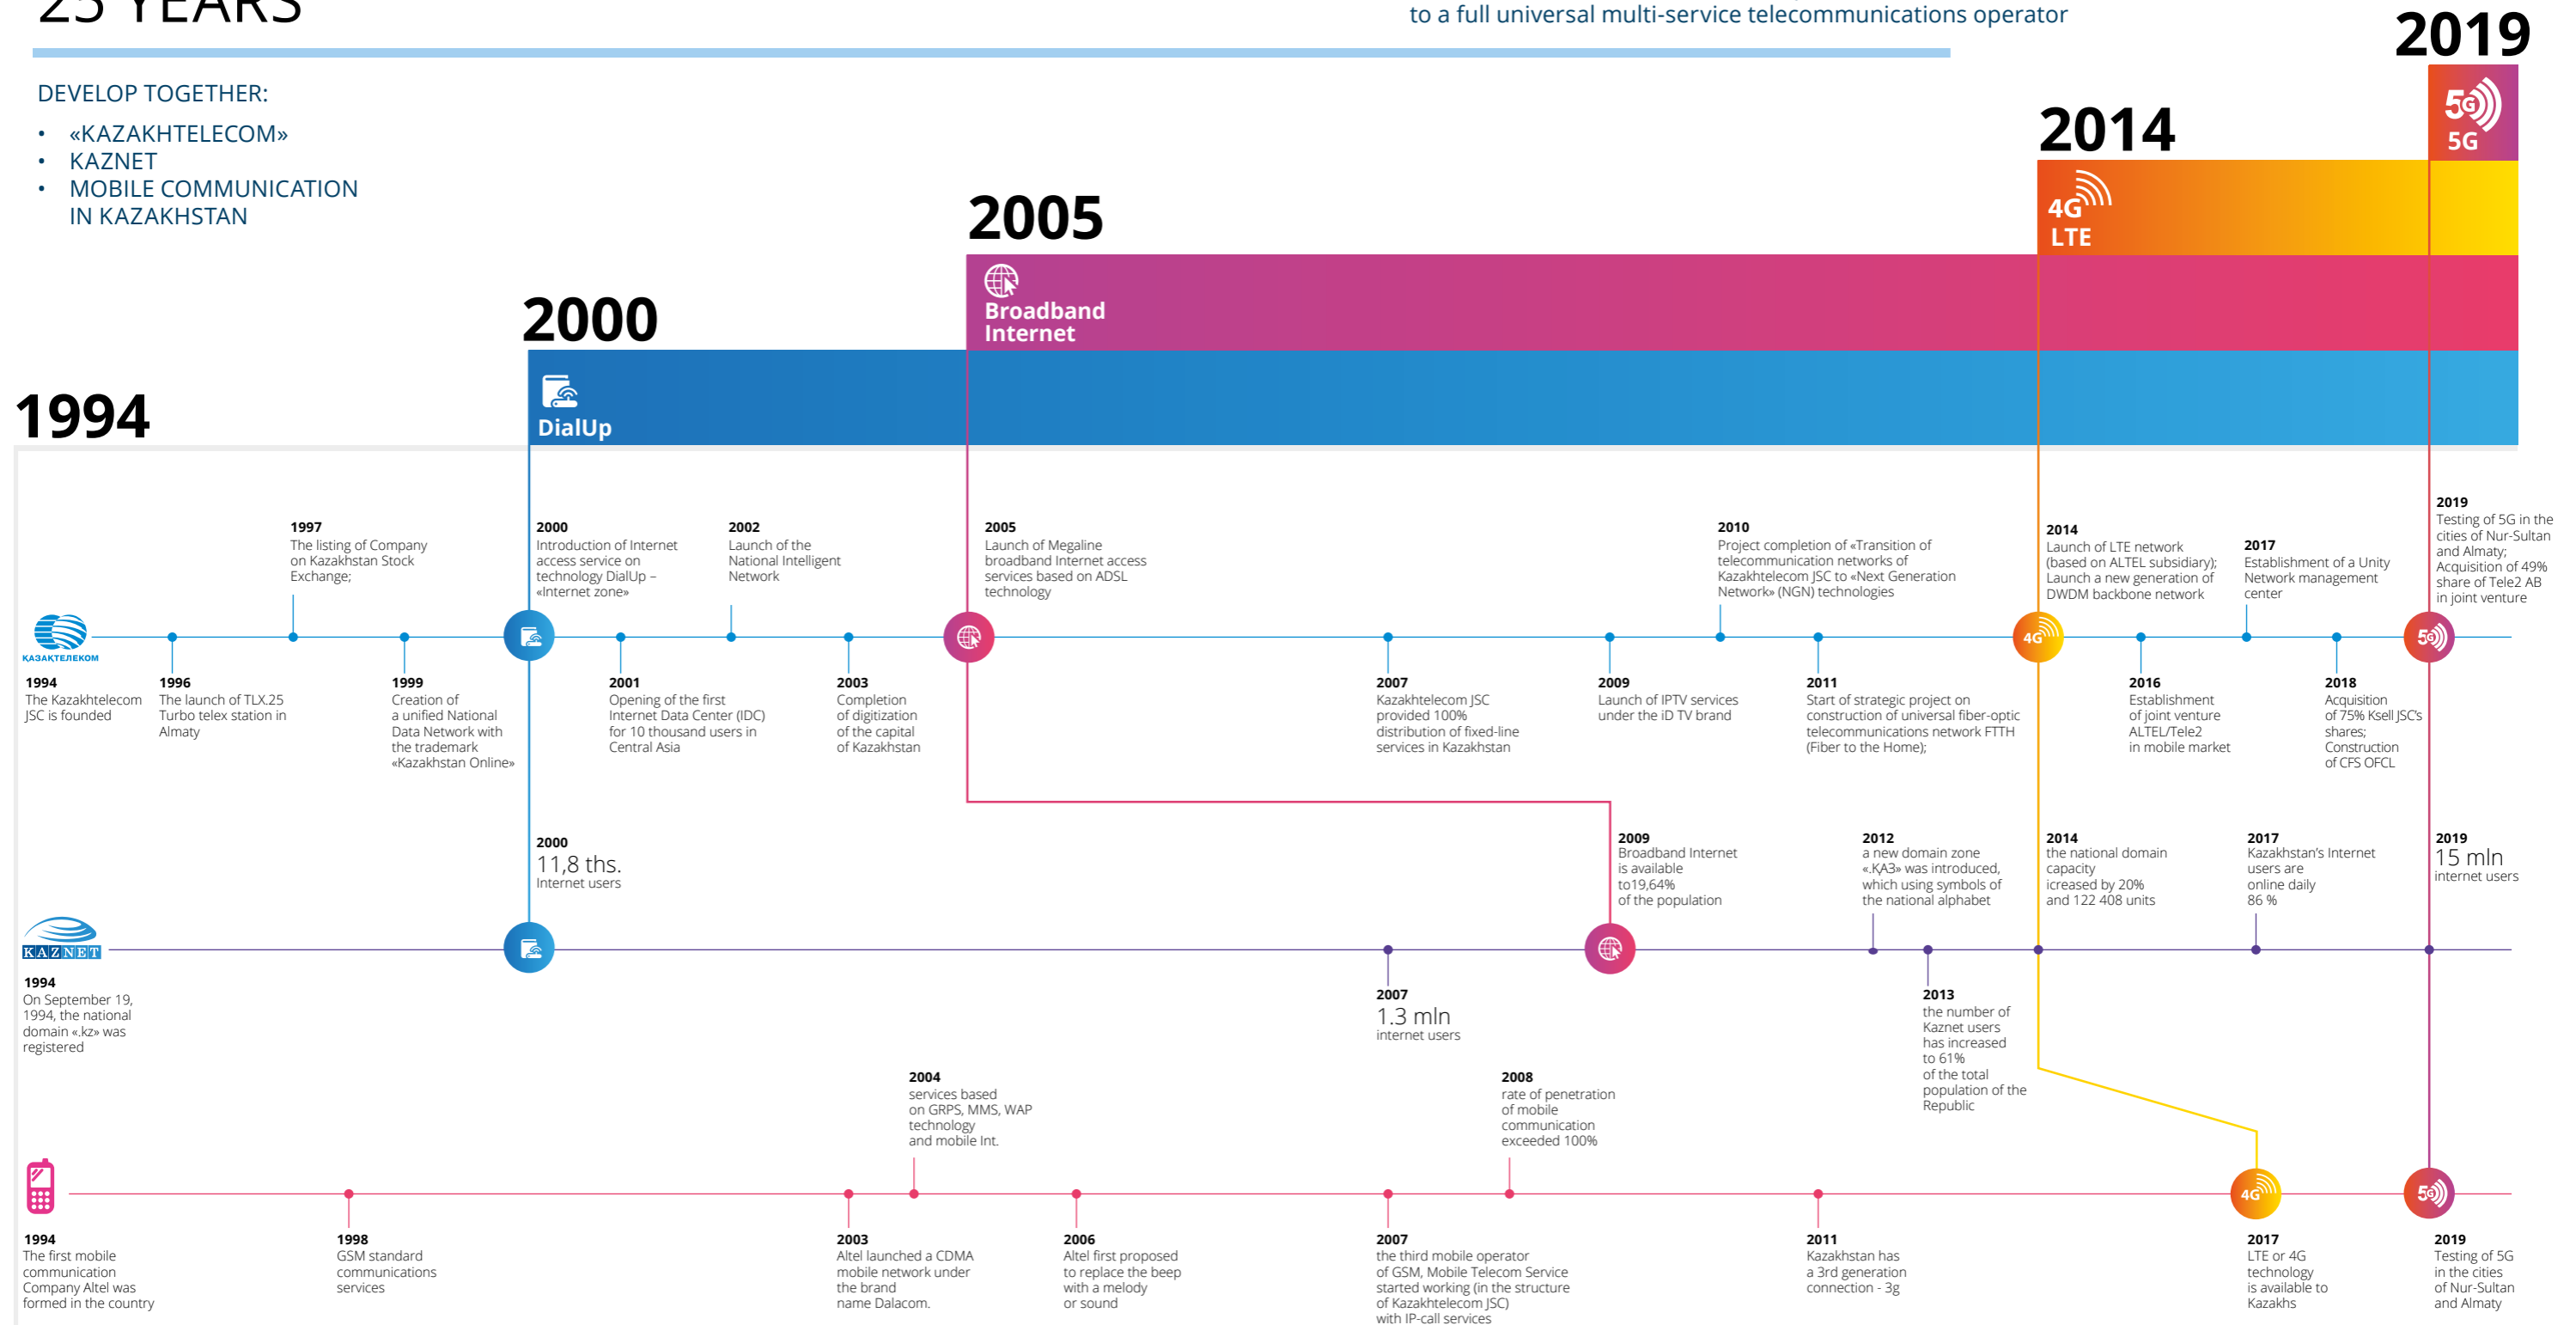 25 YEARS
to a full universal multi-service telecommunications operator
DEVELOP TOGETHER:
• «KAZAKHTELECOM»
• KAZNET
• MOBILE COMMUNICATION
IN KAZAKHSTAN
2019
5G
5G
2014
4G
LTE
2005
Broadband
Internet
2000
DialUp
1994
1997
The listing of Company
on Kazakhstan Stock
Exchange;
2000
Introduction of Internet
access service on
technology DialUp –
«Internet zone»
2002
Launch of the
National Intelligent
Network
2005
Launch of Megaline
broadband Internet access
services based on ADSL
technology
2010
Project completion of «Transition of
telecommunication networks of
Kazakhtelecom JSC to «Next Generation
Network» (NGN) technologies
2014
Launch of LTE network
(based on ALTEL subsidiary);
Launch a new generation of
DWDM backbone network
2017
Establishment of a Unity
Network management
center
2019
Testing of 5G in the
cities of Nur-Sultan
and Almaty;
Acquisition of 49%
share of Tele2 AB
in joint venture
ҚАЗАҚТЕЛЕКОМ
4G
5G
1994
The Kazakhtelecom
JSC is founded
1996
The launch of TLX.25
Turbo telex station in
Almaty
1999
Creation of
a unified National
Data Network with
the trademark
«Kazakhstan Online»
2001
Opening of the first
Internet Data Center (IDC)
for 10 thousand users in
Central Asia
2003
Completion
of digitization
of the capital
of Kazakhstan
2007
Kazakhtelecom JSC
provided 100%
distribution of fixed-line
services in Kazakhstan
2009
Launch of IPTV services
under the iD TV brand
2011
Start of strategic project on
construction of universal fiber-optic
telecommunications network FTTH
(Fiber to the Home);
2016
Establishment
of joint venture
ALTEL/Tele2
in mobile market
2018
Acquisition
of 75% Ksell JSC's
shares;
Construction
of CFS OFCL
2000
11,8 ths.
Internet users
2009
Broadband Internet
is available
to19,64%
of the population
2012
a new domain zone
«.ҚАЗ» was introduced,
which using symbols of
the national alphabet
2014
the national domain
capacity
icreased by 20%
and 122 408 units
2017
Kazakhstan's Internet
users are
online daily
86 %
2019
15 mln
internet users
KAZNET
1994
On September 19,
1994, the national
domain «.kz» was
registered
2007
1.3 mln
internet users
2013
the number of
Kaznet users
has increased
to 61%
of the total
population of the
Republic
2004
services based
on GRPS, MMS, WAP
technology
and mobile Int.
2008
rate of penetration
of mobile
communication
exceeded 100%
4G
5G
1994
The first mobile
communication
Company Altel was
formed in the country
1998
GSM standard
communications
services
2003
Altel launched a CDMA
mobile network under
the brand
name Dalacom.
2006
Altel first proposed
to replace the beep
with a melody
or sound
2007
the third mobile operator
of GSM, Mobile Telecom Service
started working (in the structure
of Kazakhtelecom JSC)
with IP-call services
2011
Kazakhstan has
a 3rd generation
connection - 3g
2017
LTE or 4G
technology
is available to
Kazakhs
2019
Testing of 5G
in the cities
of Nur-Sultan
and Almaty